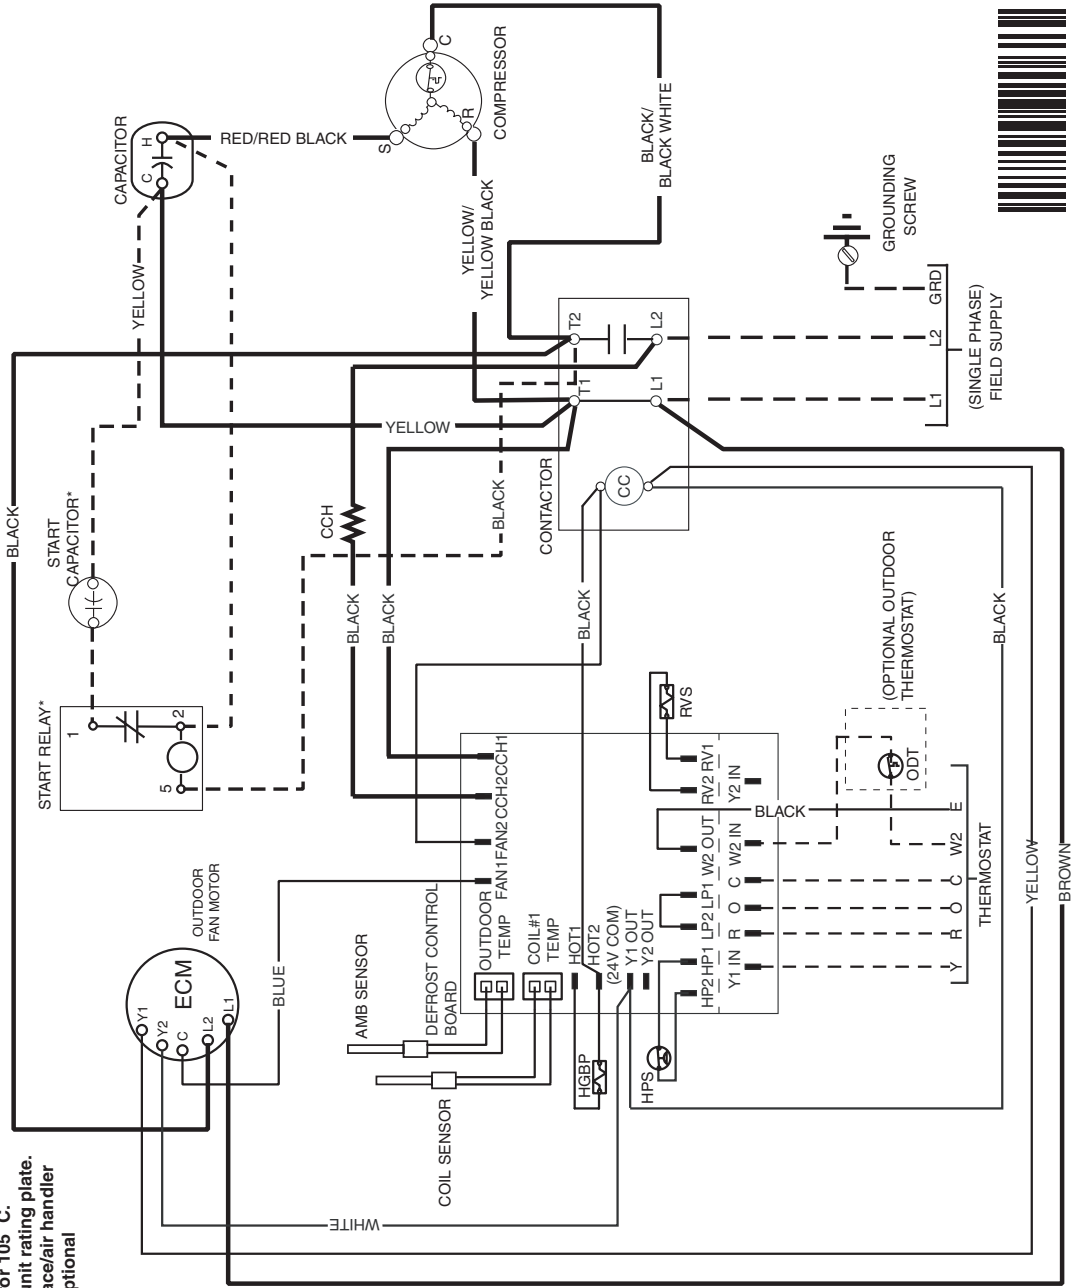 or 105 C.
unit rating plate.
ace/air handler
ptional
BLACK
START
CAPACITOR*
YELLOW
CAPACITOR
C
H
RED/RED BLACK
S
C
R
COMPRESSOR
START RELAY*
1
2
5
CCH
YELLOW
YELLOW/
YELLOW BLACK
BLACK/
BLACK WHITE
BLACK
BLACK
BLACK
CONTACTOR
T1
T2
L1
L2
CC
GROUNDING
SCREW
L1
L2
GRD
(SINGLE PHASE)
FIELD SUPPLY
OUTDOOR
FAN MOTOR
ECM
Y1
Y2
C
L2
L1
BLUE
AMB SENSOR
COIL SENSOR
DEFROST CONTROL
BOARD
FAN1
FAN2
CCH2
CCH1
OUTDOOR
TEMP
COIL#1
TEMP
HOT1
HOT2
(24V COM)
Y1 OUT
Y2 OUT
HP2
HP1
LP2
LP1
W2 OUT
RV2
RV1
Y1 IN
R
O
C
W2 IN
Y2 IN
BLACK
HGBP
HPS
RVS
BLACK
(OPTIONAL OUTDOOR
THERMOSTAT)
ODT
Y
R
O
C
W2
E
THERMOSTAT
WHITE
BLACK
YELLOW
BROWN